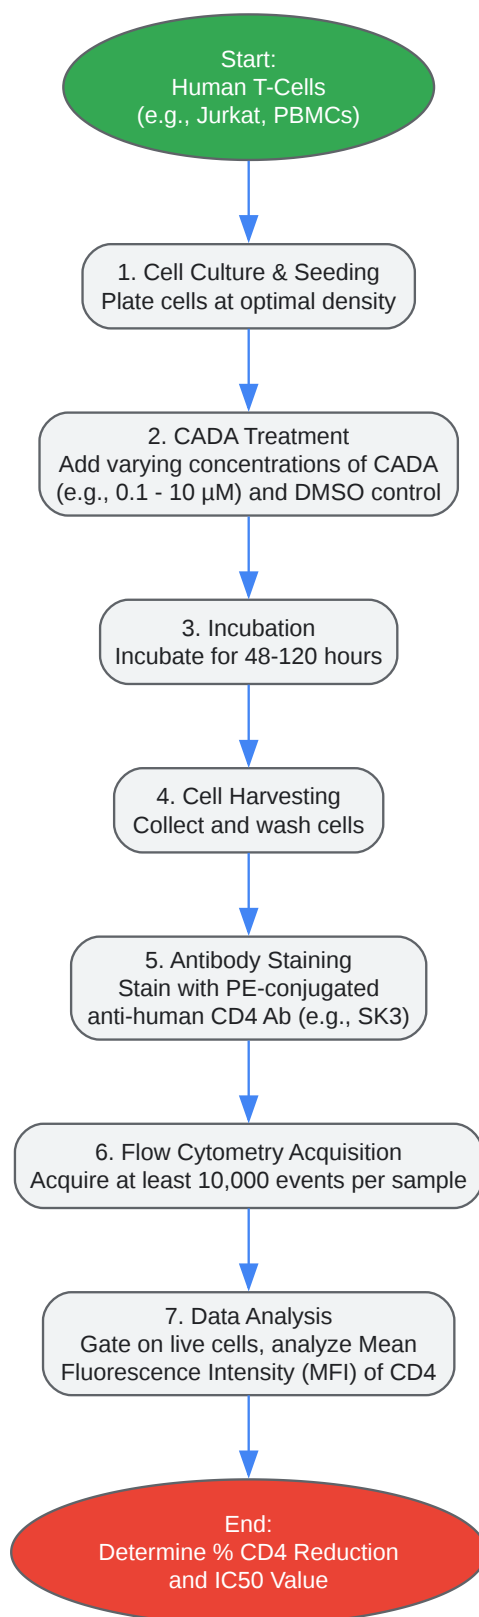 Start:
Human T-Cells
(e.g., Jurkat, PBMCs)
1. Cell Culture & Seeding
Plate cells at optimal density
2. CADA Treatment
Add varying concentrations of CADA
(e.g., 0.1 - 10 µM) and DMSO control
3. Incubation
Incubate for 48-120 hours
4. Cell Harvesting
Collect and wash cells
5. Antibody Staining
Stain with PE-conjugated
anti-human CD4 Ab (e.g., SK3)
6. Flow Cytometry Acquisition
Acquire at least 10,000 events per sample
7. Data Analysis
Gate on live cells, analyze Mean
Fluorescence Intensity (MFI) of CD4
End:
Determine % CD4 Reduction
and IC50 Value